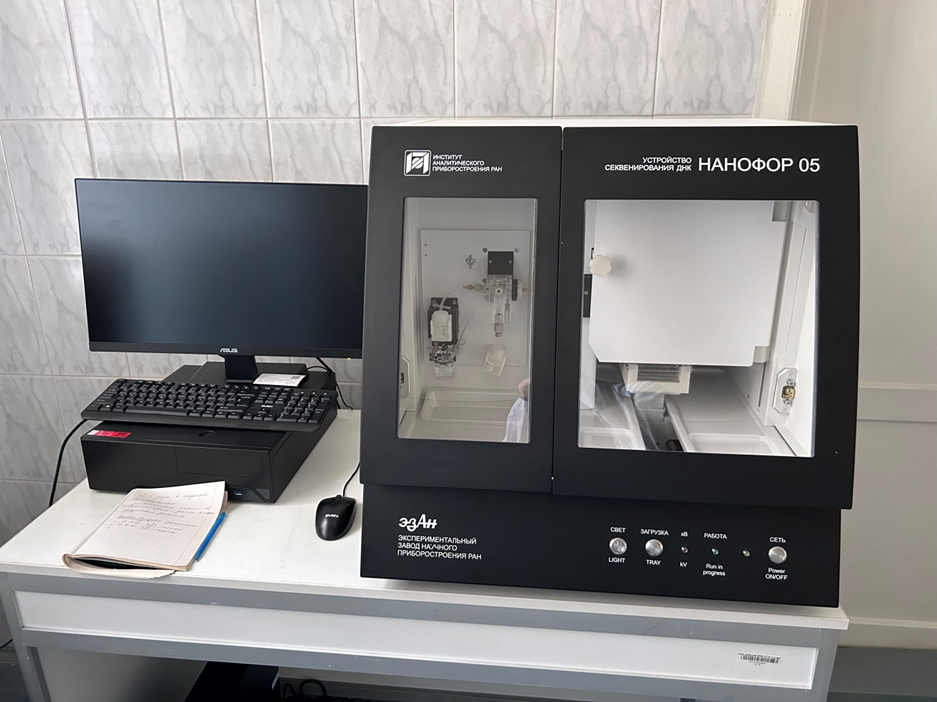 ИНСТИТУТ
АНАЛИТИЧЕСКОГО
ПРИБОРОСТРОЕНИЯ РАН
УСТРОЙСТВО
СЕКВЕНИРОВАНИЯ ДНК
НАНОФОР 05
ASUS
эзАн
ЭКСПЕРИМЕНТАЛЬНЫЙ
ЗАВОД НАУЧНОГО
ПРИБОРОСТРОЕНИЯ РАН
СВЕТ
LIGHT
ЗАГРУЗКА
TRAY
кВ
kV
РАБОТА
Run in
progress
СЕТЬ
Power
ON/OFF